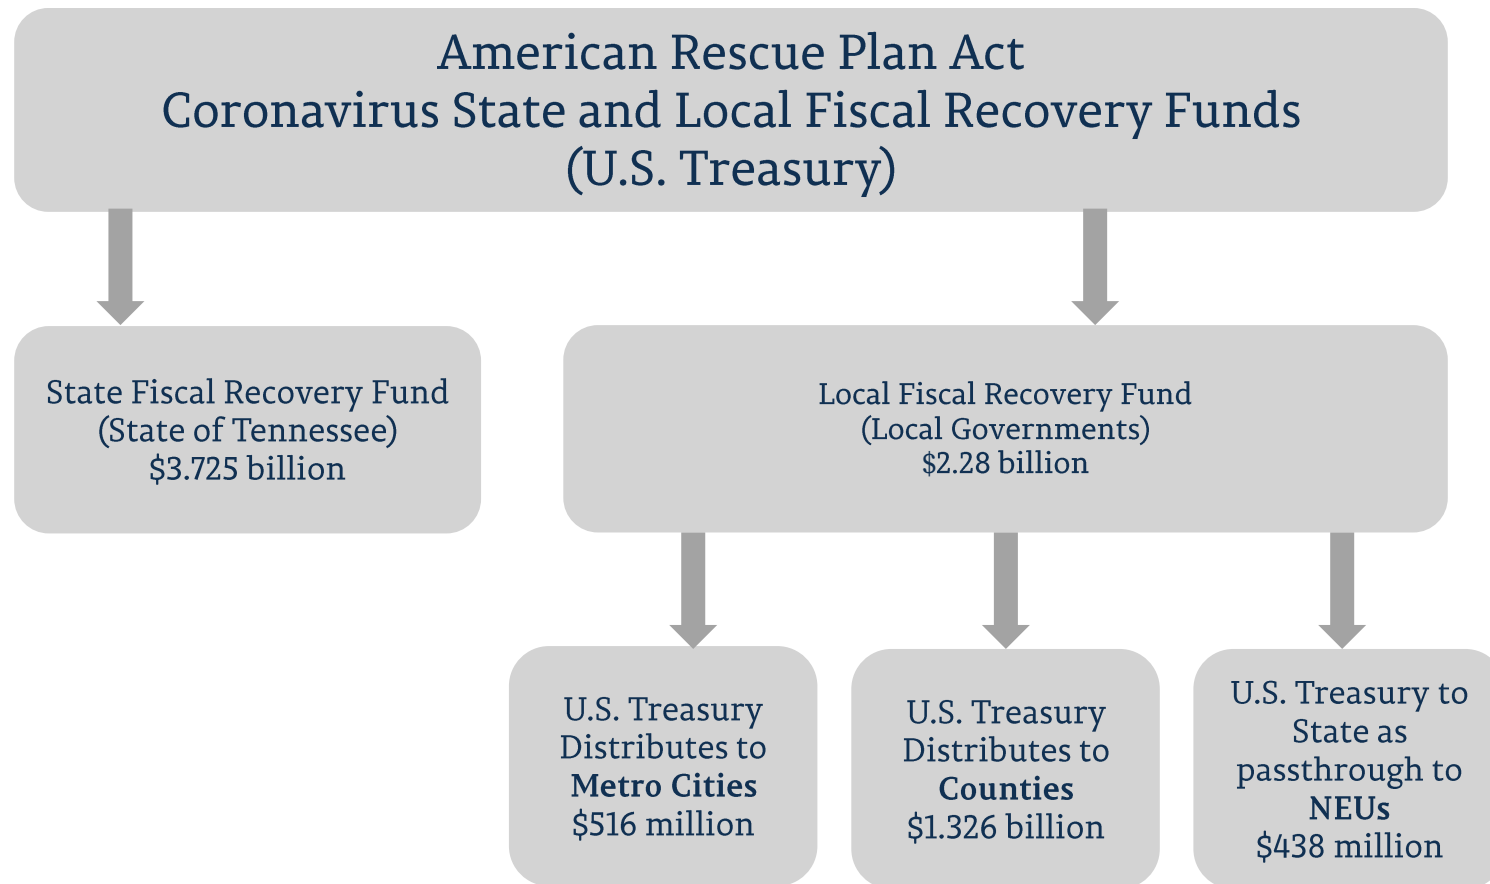 American Rescue Plan Act
Coronavirus State and Local Fiscal Recovery Funds
(U.S. Treasury)
State Fiscal Recovery Fund
(State of Tennessee)
$3.725 billion
Local Fiscal Recovery Fund
(Local Governments)
$2.28 billion
U.S. Treasury
Distributes to
Metro Cities
$516 million
U.S. Treasury
Distributes to
Counties
$1.326 billion
U.S. Treasury to
State as
passthrough to
NEUs
$438 million